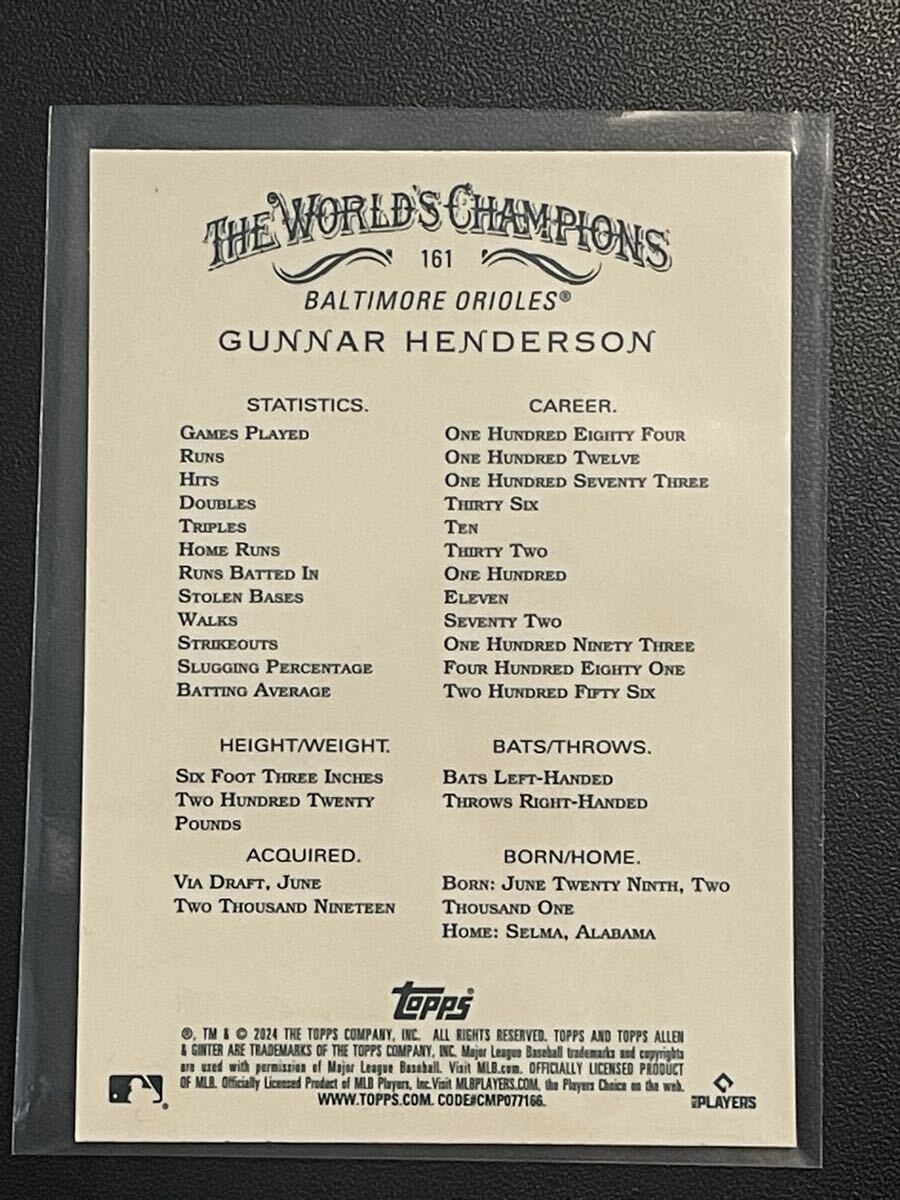 THE WORLD'S CHAMPIONS
161
BALTIMORE ORIOLES®
GUNNAR HENDERSON
STATISTICS. CAREER.
GAMES PLAYED ONE HUNDRED EIGHTY FOUR
RUNS ONE HUNDRED TWELVE
HITS ONE HUNDRED SEVENTY THREE
DOUBLES THIRTY SIX
TRIPLES TEN
HOME RUNS THIRTY TWO
RUNS BATTED IN ONE HUNDRED
STOLEN BASES ELEVEN
WALKS SEVENTY TWO
STRIKEOUTS ONE HUNDRED NINETY THREE
SLUGGING PERCENTAGE FOUR HUNDRED EIGHTY ONE
BATTING AVERAGE TWO HUNDRED FIFTY SIX
HEIGHT/WEIGHT.
SIX FOOT THREE INCHES
TWO HUNDRED TWENTY
POUNDS
BATS/THROWS.
BATS LEFT-HANDED
THROWS RIGHT-HANDED
ACQUIRED.
VIA DRAFT, JUNE
TWO THOUSAND NINETEEN
BORN/HOME.
BORN: JUNE TWENTY NINTH, TWO
THOUSAND ONE
HOME: SELMA, ALABAMA
topps®
®, TM & © 2024 THE TOPPS COMPANY, INC. ALL RIGHTS RESERVED. TOPPS AND TOPPS ALLEN
& GINTER ARE TRADEMARKS OF THE TOPPS COMPANY, INC. Major League Baseball trademarks and copyrights
are used with permission of Major League Baseball. Visit MLB.com. OFFICIALLY LICENSED PRODUCT
OF MLB. Officially Licensed Product of MLB Players, Inc. Visit MLBPLAYERS.COM, the Players Choice on the web.
WWW.TOPPS.COM. CODE#CMP077166.
MLBPLAYERS